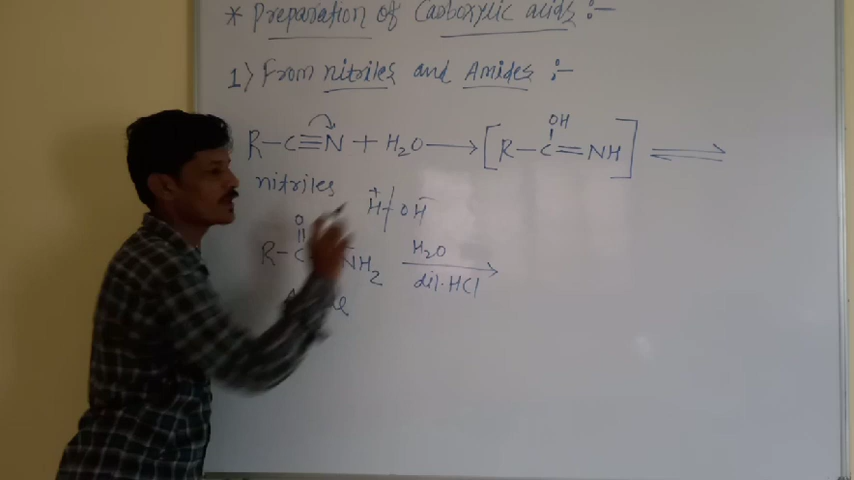 * Preparation of Carboxylic acids :-
1) From nitriles and Amides :-
R-C≡N + H2O → [R-C(OH)=NH] ⇌
nitriles
H+ / OH-
R-C(=O)-NH2 H2O / dil.HCl →